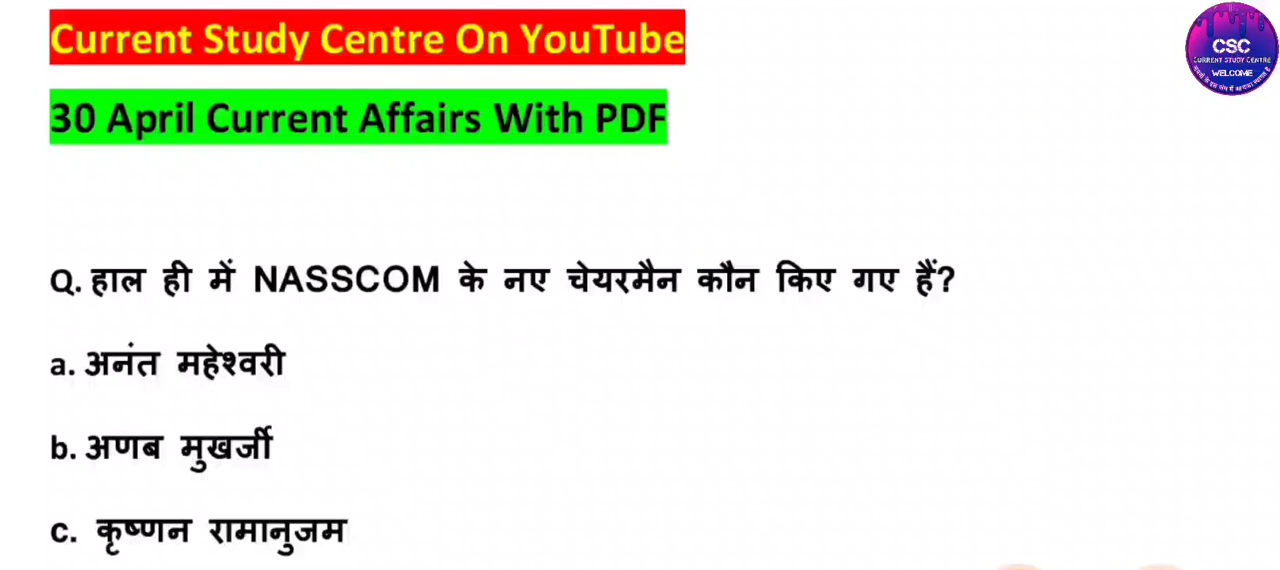 Current Study Centre On YouTube
CSC
CURRENT STUDY CENTRE
WELCOME
30 April Current Affairs With PDF
Q. हाल ही में NASSCOM के नए चेयरमैन कौन किए गए हैं?
a. अनंत महेश्वरी
b. अणब मुखर्जी
c. कृष्णन रामानुजम